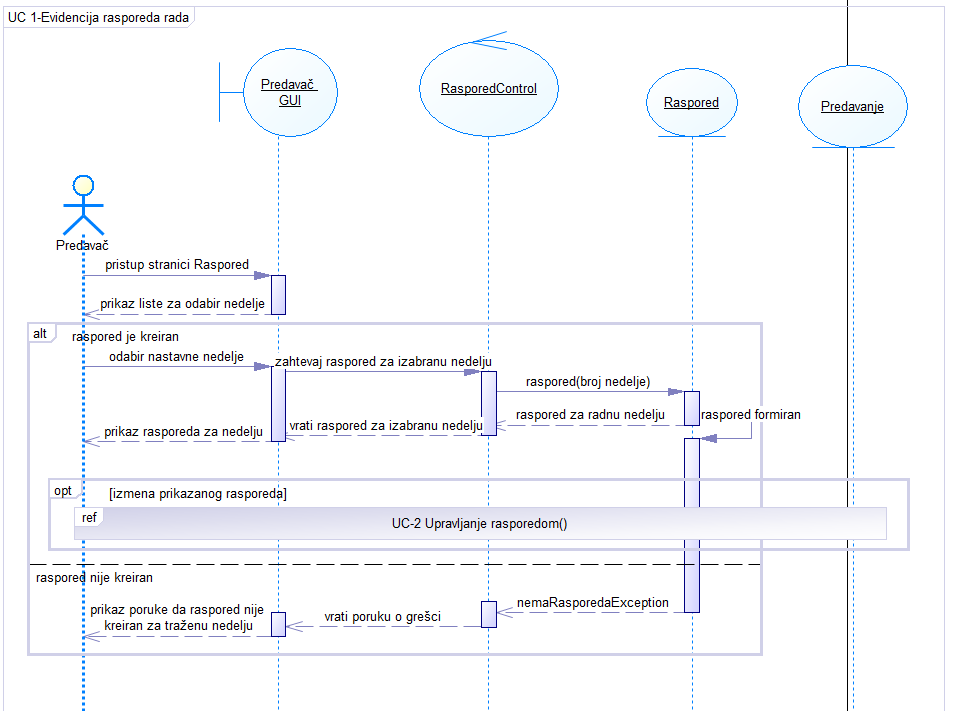 UC 1-Evidencija rasporeda rada
Predavač
GUI
RasporedControl
Raspored
Predavanje
Predavač
pristup stranici Raspored
prikaz liste za odabir nedelje
alt
raspored je kreiran
odabir nastavne nedelje
zahtevaj raspored za izabranu nedelju
raspored(broj nedelje)
raspored za radnu nedelju
raspored formiran
vrati raspored za izabranu nedelju
prikaz rasporeda za nedelju
opt
[izmena prikazanog rasporeda]
ref
UC-2 Upravljanje rasporedom()
raspored nije kreiran
nemaRasporedaException
vrati poruku o grešci
prikaz poruke da raspored nije
kreiran za traženu nedelju